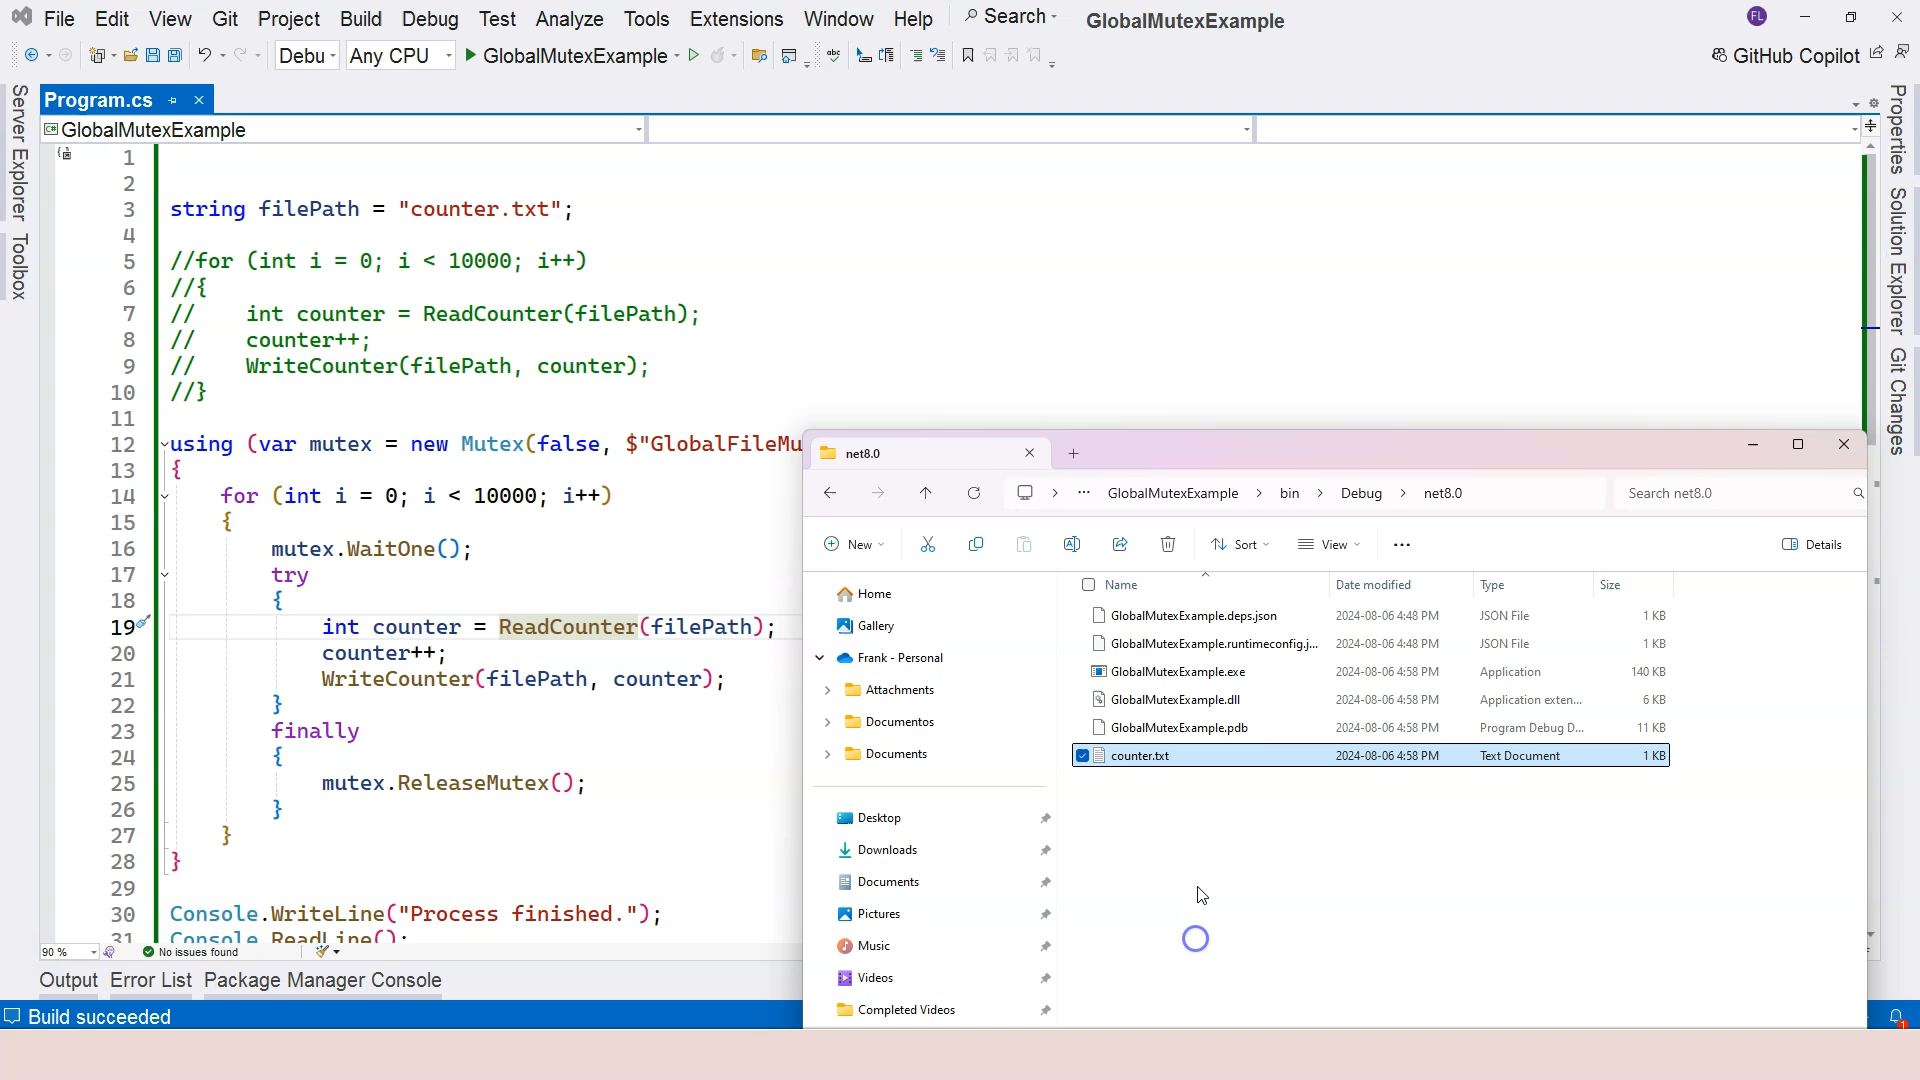 File Edit View Git Project Build Debug Test Analyze Tools Extensions Window Help Search GlobalMutexExample FL
Debu Any CPU GlobalMutexExample GitHub Copilot
Server Explorer
Toolbox
Program.cs
GlobalMutexExample
1
2
3 string filePath = "counter.txt";
4
5 //for (int i = 0; i < 10000; i++)
6 //{
7 // int counter = ReadCounter(filePath);
8 // counter++;
9 // WriteCounter(filePath, counter);
10 //}
11
12 using (var mutex = new Mutex(false, $"GlobalFileMu
13 {
14 for (int i = 0; i < 10000; i++)
15 {
16 mutex.WaitOne();
17 try
18 {
19 int counter = ReadCounter(filePath);
20 counter++;
21 WriteCounter(filePath, counter);
22 }
23 finally
24 {
25 mutex.ReleaseMutex();
26 }
27 }
28 }
29
30 Console.WriteLine("Process finished.");
31 Console.ReadLine();
90 % No issues found
Output Error List Package Manager Console
Build succeeded
Properties
Solution Explorer
Git Changes
net8.0
GlobalMutexExample > bin > Debug > net8.0 Search net8.0
New Sort View Details
Home
Gallery
Frank - Personal
Attachments
Documentos
Documents
Desktop
Downloads
Documents
Pictures
Music
Videos
Completed Videos
Name Date modified Type Size
GlobalMutexExample.deps.json 2024-08-06 4:48 PM JSON File 1 KB
GlobalMutexExample.runtimeconfig.j... 2024-08-06 4:48 PM JSON File 1 KB
GlobalMutexExample.exe 2024-08-06 4:58 PM Application 140 KB
GlobalMutexExample.dll 2024-08-06 4:58 PM Application exten... 6 KB
GlobalMutexExample.pdb 2024-08-06 4:58 PM Program Debug D... 11 KB
counter.txt 2024-08-06 4:58 PM Text Document 1 KB
1